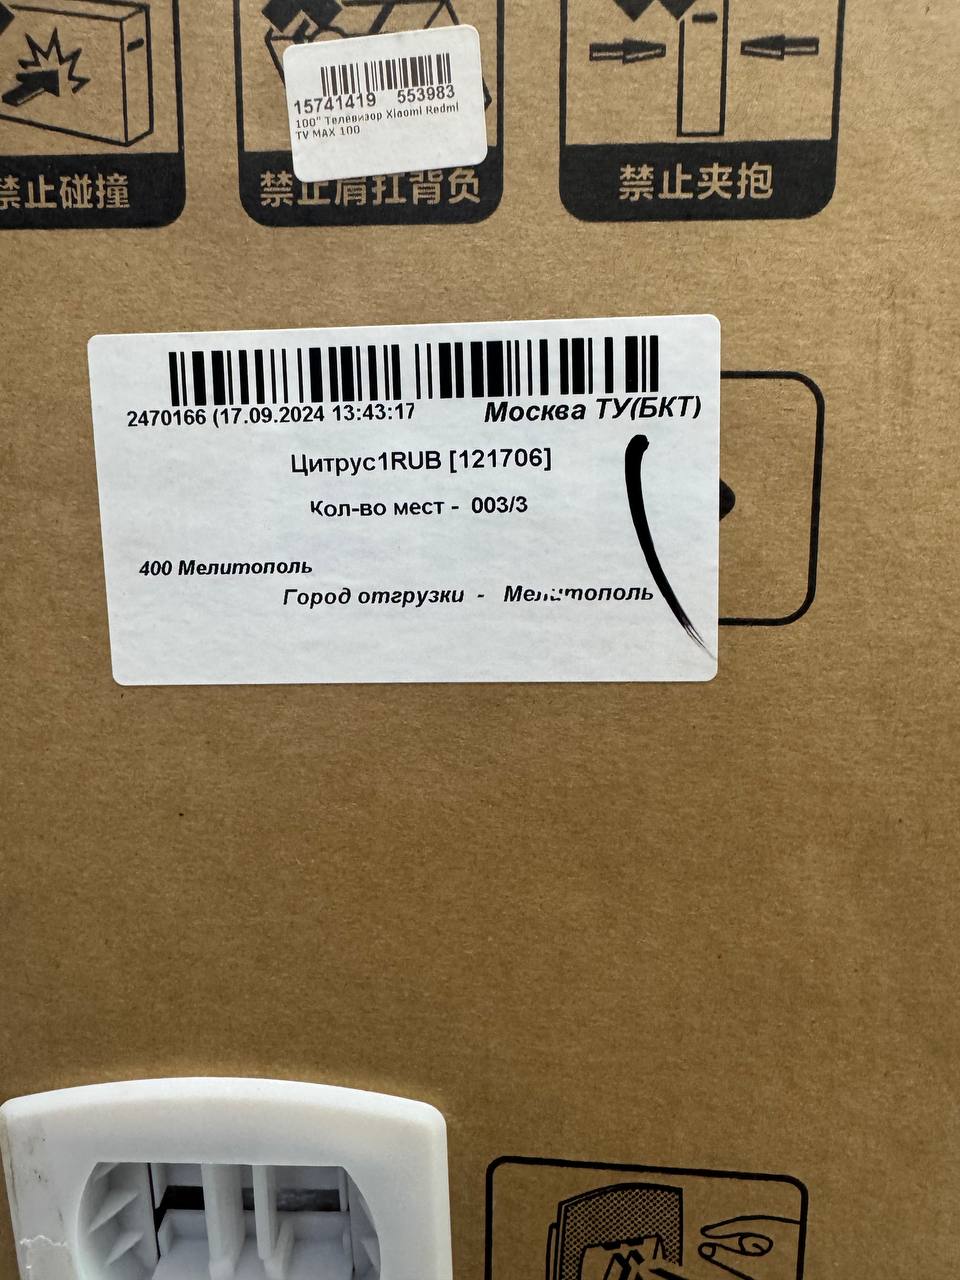 15741419 553983
100" Телевизор Xiaomi Redmi
TV MAX 100
禁止碰撞
禁止肩扛背负
禁止夹抱
2470166 (17.09.2024 13:43:17
Москва ТУ(БКТ)
Цитрус1RUB [121706]
Кол-во мест - 003/3
400 Мелитополь
Город отгрузки - Мелитополь